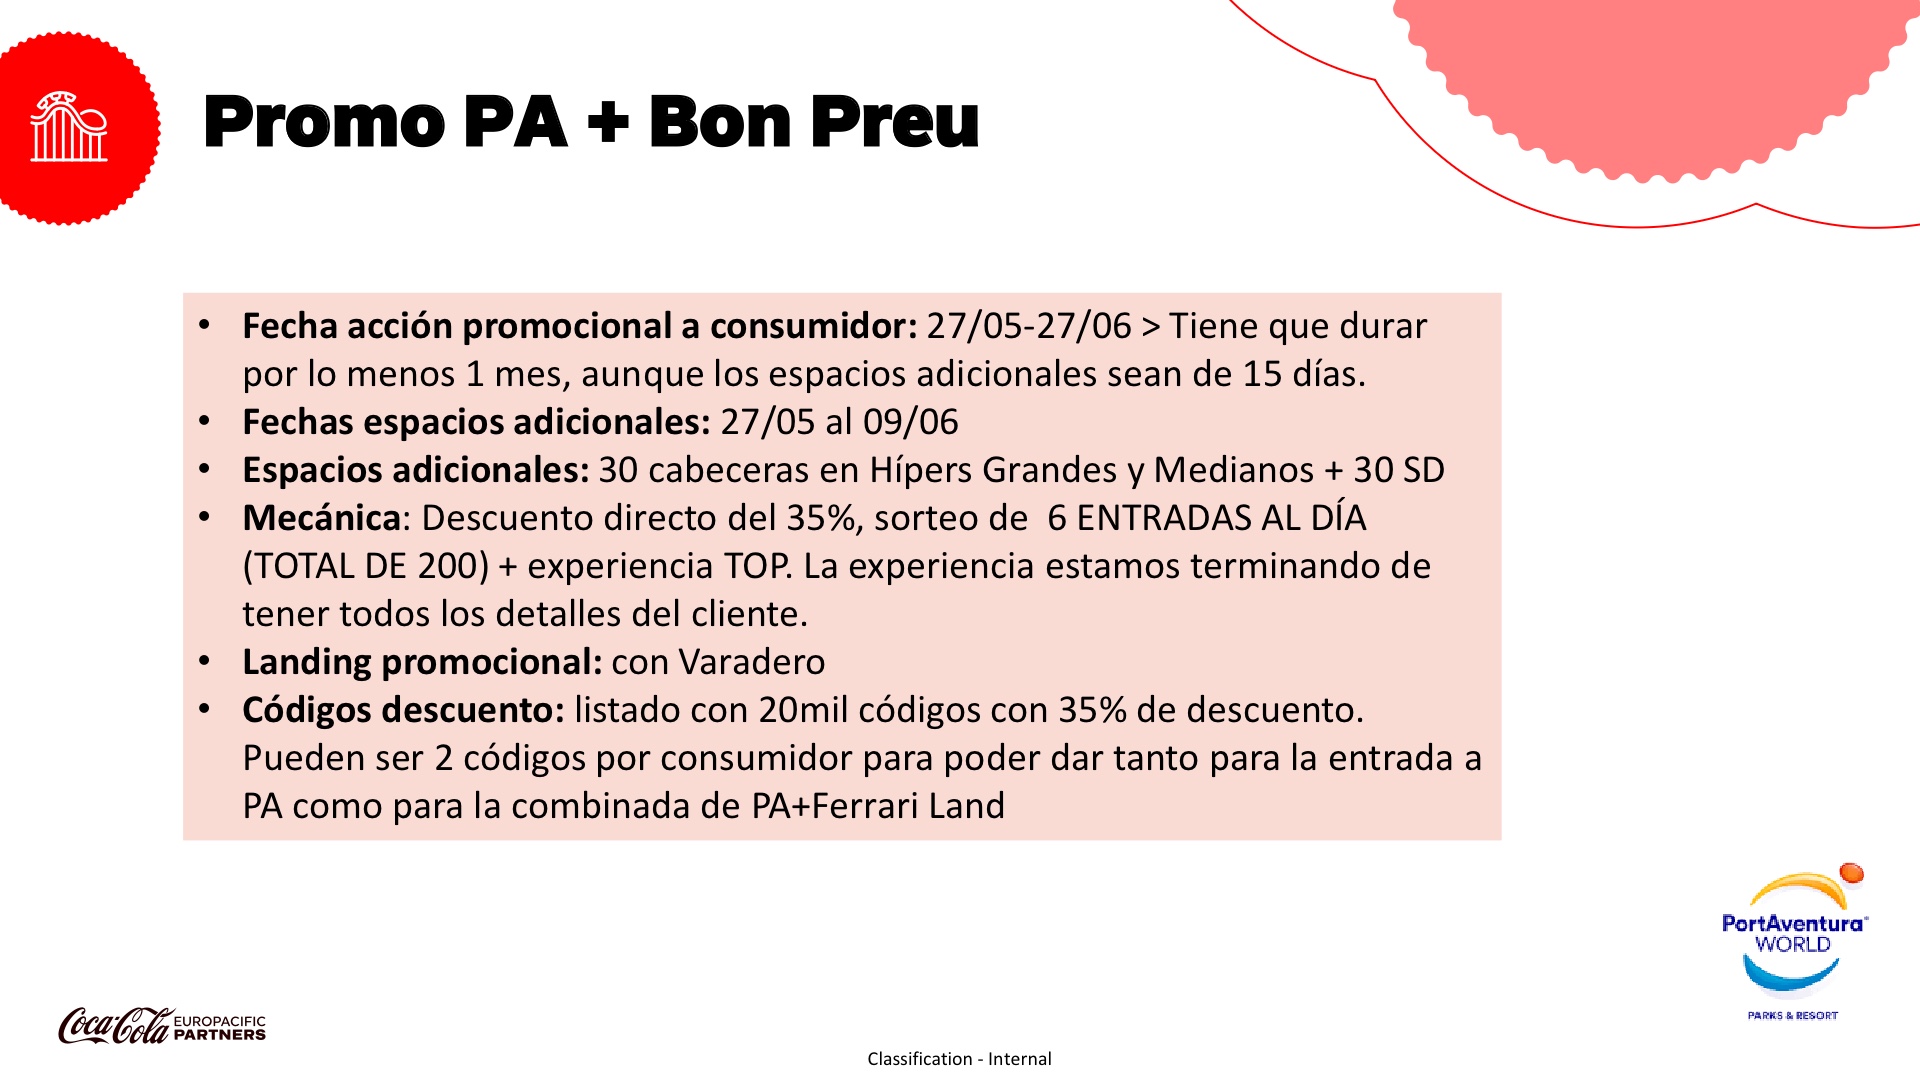 Promo PA + Bon Preu
• Fecha acción promocional a consumidor: 27/05-27/06 > Tiene que durar
por lo menos 1 mes, aunque los espacios adicionales sean de 15 días.
• Fechas espacios adicionales: 27/05 al 09/06
• Espacios adicionales: 30 cabeceras en Hípers Grandes y Medianos + 30 SD
• Mecánica: Descuento directo del 35%, sorteo de  6 ENTRADAS AL DÍA
(TOTAL DE 200) + experiencia TOP. La experiencia estamos terminando de
tener todos los detalles del cliente.
• Landing promocional: con Varadero
• Códigos descuento: listado con 20mil códigos con 35% de descuento.
Pueden ser 2 códigos por consumidor para poder dar tanto para la entrada a
PA como para la combinada de PA+Ferrari Land
PortAventura®
WORLD
PARKS & RESORT
Coca-Cola EUROPACIFIC
PARTNERS
Classification - Internal